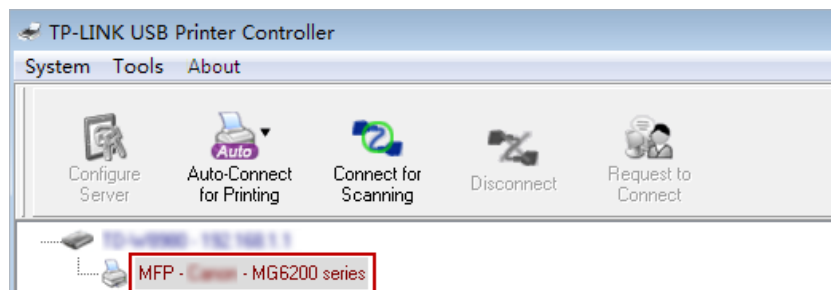 TP-LINK USB Printer Controller
System Tools About
Auto
Configure Server
Auto-Connect for Printing
Connect for Scanning
Disconnect
Request to Connect
MFP - - MG6200 series